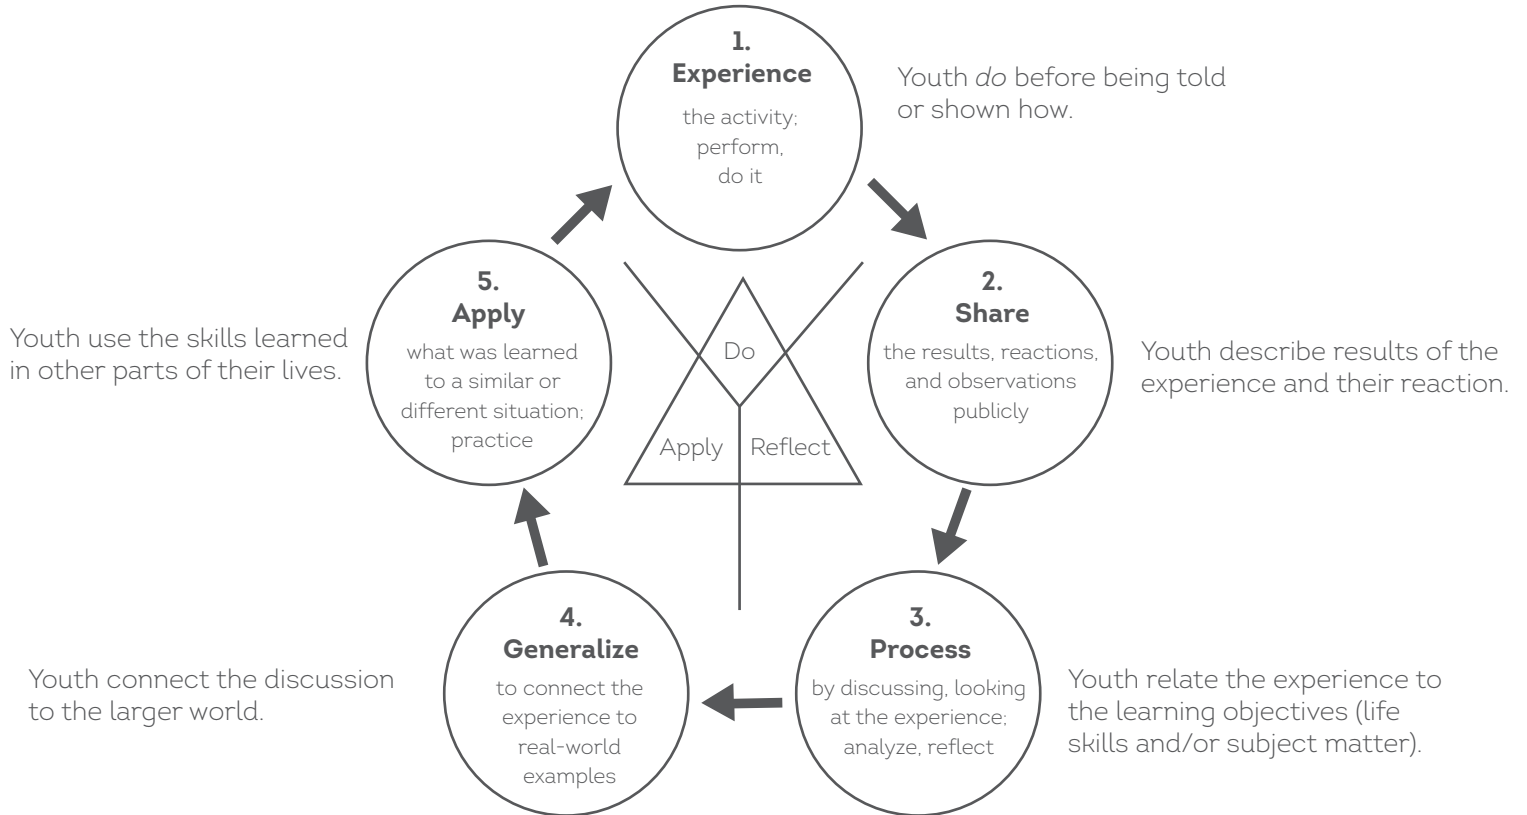 1.
Experience
the activity;
perform,
do it
Youth do before being told
or shown how.
2.
Share
the results, reactions,
and observations
publicly
Youth describe results of the
experience and their reaction.
3.
Process
by discussing, looking
at the experience;
analyze, reflect
Youth relate the experience to
the learning objectives (life
skills and/or subject matter).
4.
Generalize
to connect the
experience to
real-world
examples
Youth connect the discussion
to the larger world.
5.
Apply
what was learned
to a similar or
different situation;
practice
Youth use the skills learned
in other parts of their lives.
Do
Apply
Reflect